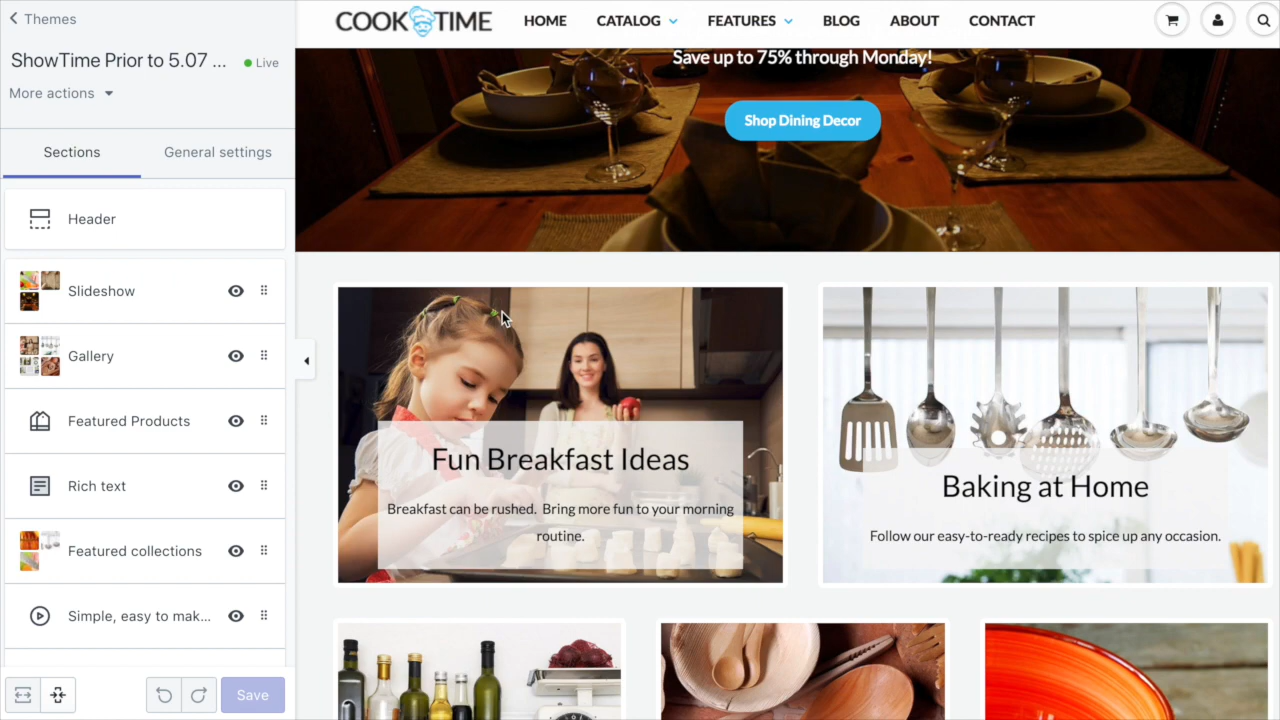 Themes
ShowTime Prior to 5.07 ...
Live
More actions
Sections
General settings
Header
Slideshow
Gallery
Featured Products
Rich text
Featured collections
Simple, easy to mak...
Save
COOK TIME
HOME
CATALOG
FEATURES
BLOG
ABOUT
CONTACT
Save up to 75% through Monday!
Shop Dining Decor
Fun Breakfast Ideas
Breakfast can be rushed. Bring more fun to your morning
routine.
Baking at Home
Follow our easy-to-ready recipes to spice up any occasion.